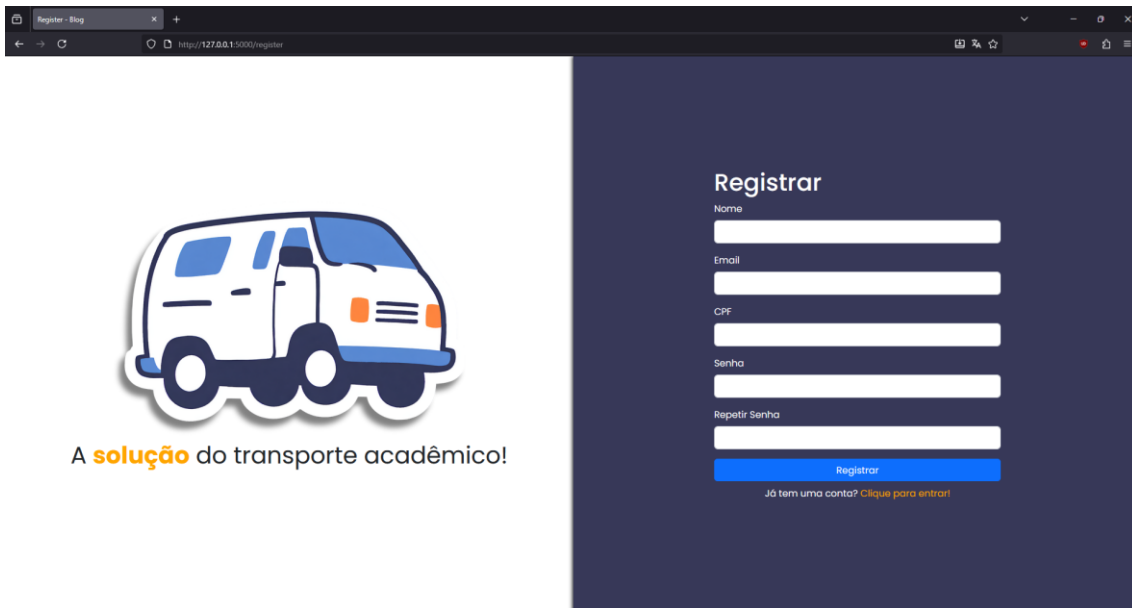 Register - Blog
http://127.0.0.1:5000/register
A solução do transporte acadêmico!
Registrar
Nome
Email
CPF
Senha
Repetir Senha
Registrar
Já tem uma conta? Clique para entrar!